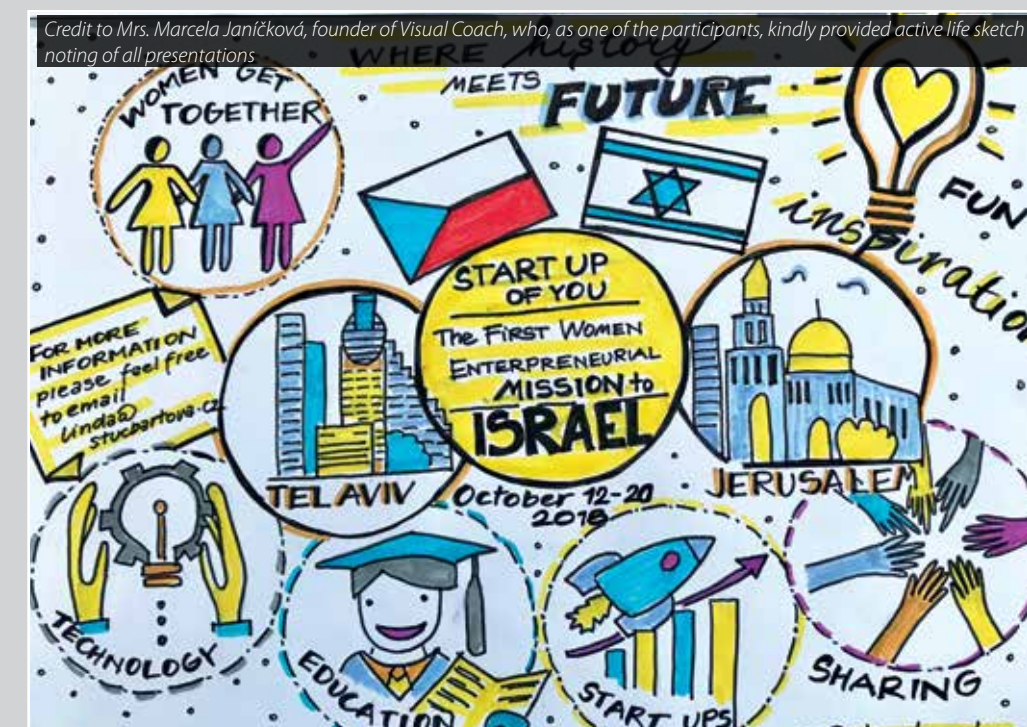 Credit to Mrs. Marcela Janíčková, founder of Visual Coach, who, as one of the participants, kindly provided active life sketch
noting of all presentations
WHERE history
MEETS FUTURE
WOMEN GET
TOGETHER
FUN
inspiration
START UP
OF YOU
The FIRST WOMEN
ENTERPRENEURIAL
MISSION to
ISRAEL
FOR MORE
INFORMATION
please feel free
to email
linda@
stucbartova.cz
TEL AVIV
October 12-20
2018
JERUSALEM
TECHNOLOGY
EDUCATION
START UPS
SHARING